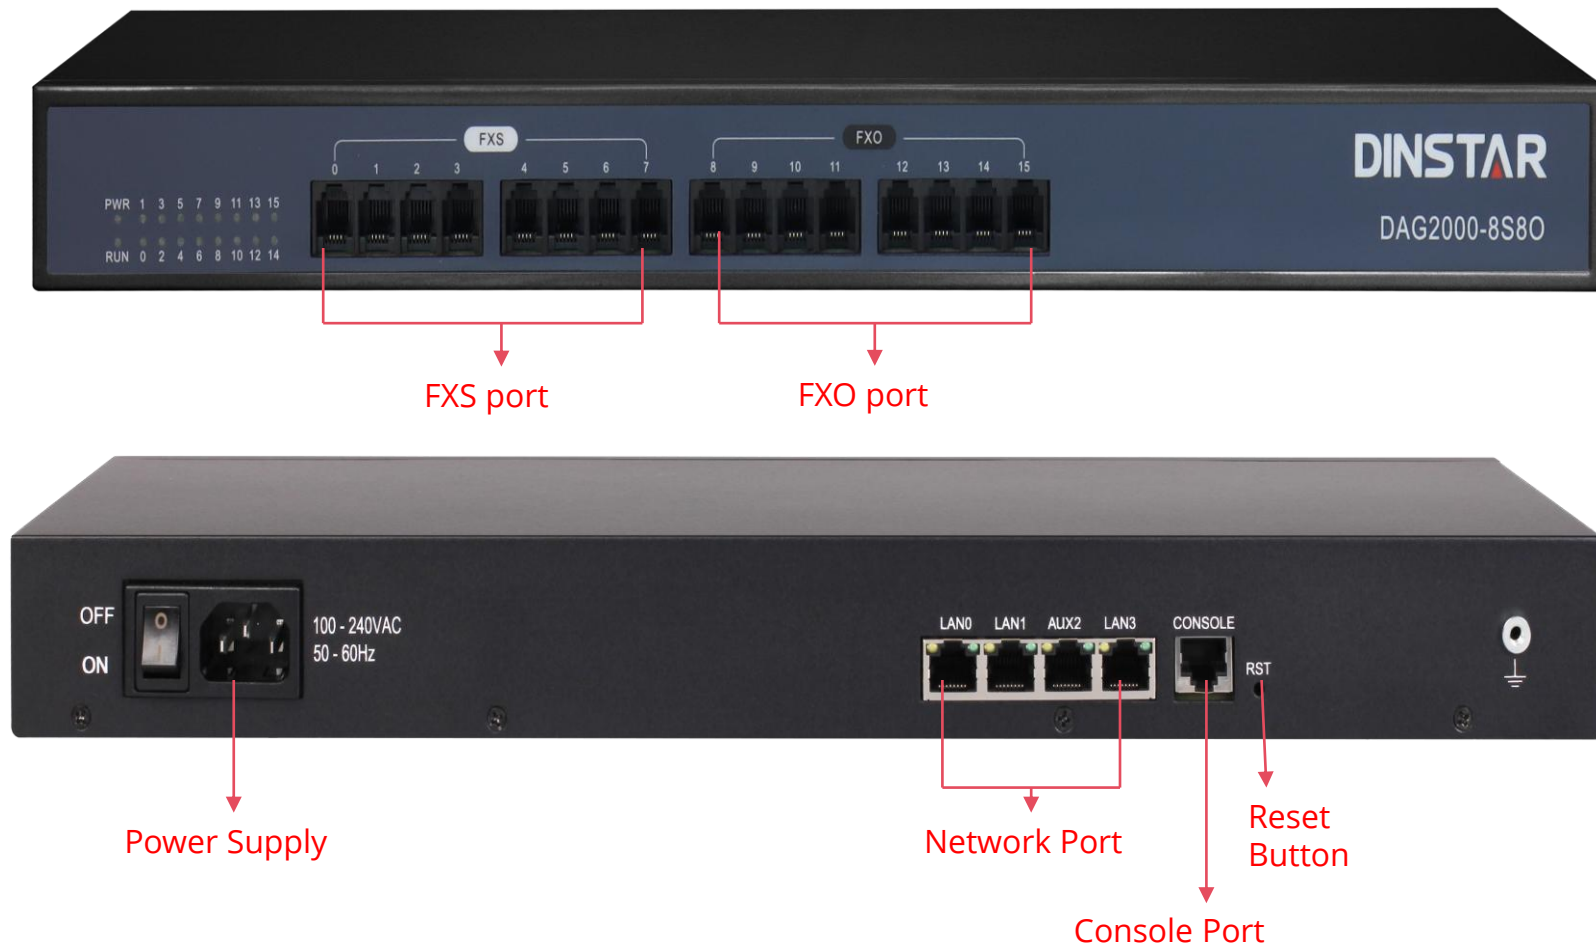 FXS
FXO
0 1 2 3 4 5 6 7 8 9 10 11 12 13 14 15
DINSTAR
DAG2000-8S8O
PWR 1 3 5 7 9 11 13 15
RUN 0 2 4 6 8 10 12 14
FXS port
FXO port
OFF
ON
100 - 240VAC
50 - 60Hz
LAN0 LAN1 AUX2 LAN3 CONSOLE
RST
Power Supply
Network Port
Reset
Button
Console Port